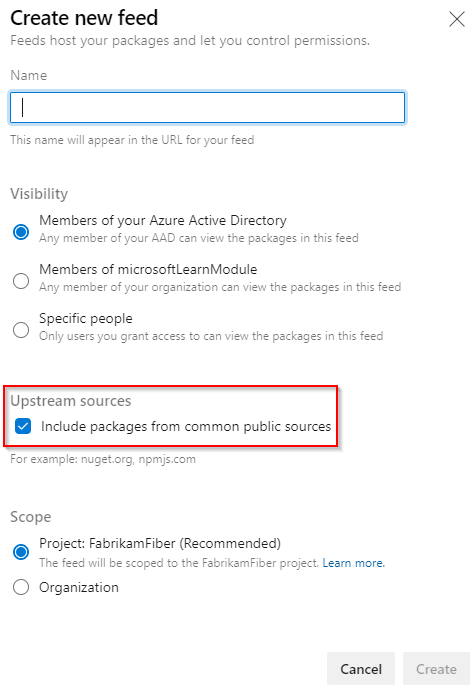 Create new feed
Feeds host your packages and let you control permissions.
Name
This name will appear in the URL for your feed
Visibility
Members of your Azure Active Directory
Any member of your AAD can view the packages in this feed
Members of microsoftLearnModule
Any member of your organization can view the packages in this feed
Specific people
Only users you grant access to can view the packages in this feed
Upstream sources
Include packages from common public sources
For example: nuget.org, npmjs.com
Scope
Project: FabrikamFiber (Recommended)
The feed will be scoped to the FabrikamFiber project. Learn more.
Organization
Cancel Create